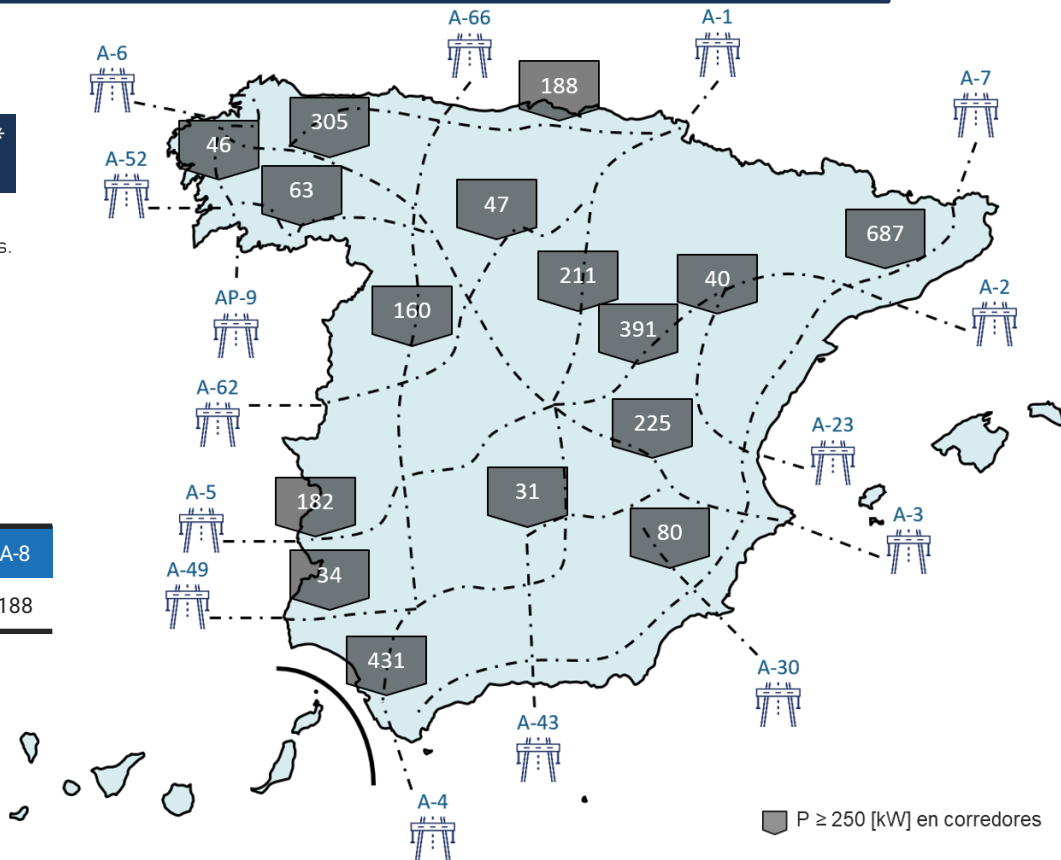 A-66
A-1
A-6
A-7
188
305
*
46
A-52
63
47
687
s.
211
40
A-2
AP-9
160
391
A-62
225
A-23
A-5
182
31
A-3
80
A-8
A-49
34
188
431
A-30
A-43
A-4
P ≥ 250 [kW] en corredores